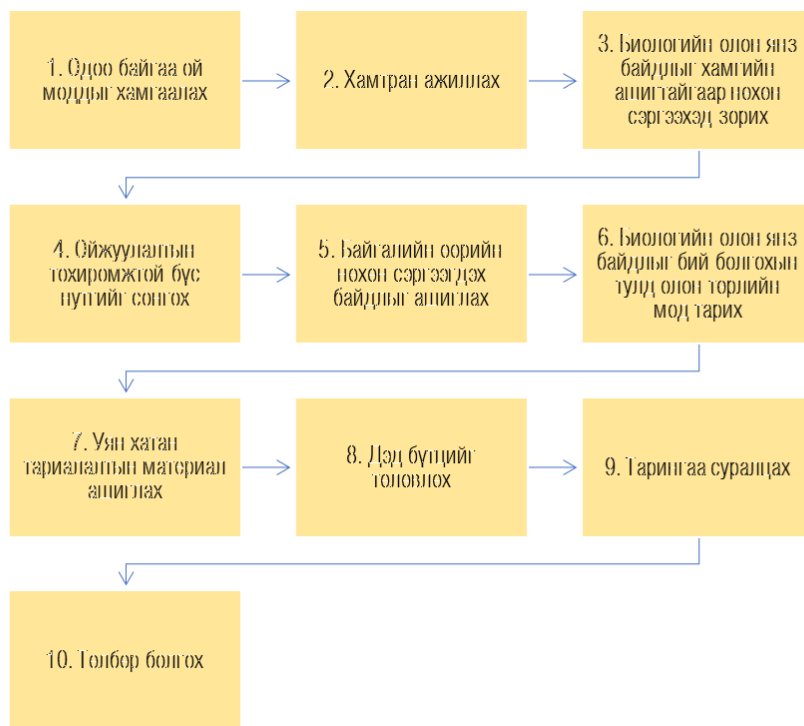 1. Одоо байгаа ой
моддыг хамгаалах
2. Хамтран ажиллах
3. Биологийн олон янз
байдлыг хамгийн
ашигтайгаар нохон
сэргээхэд зорих
4. Ойжуулалтын
тохиромжтой бүс
нутгийг сонгох
5. Байгалийн оорийн
нохон сэргээгдэх
байдлыг ашиглах
6. Биологийн олон янз
байдлыг бий болгохын
тулд олон торлийн
мод тарих
7. Уян хатан
тариалалтын материал
ашиглах
8. Дэд бүтцийг
толовлох
9. Тарингаа суралцах
10. Толбор болгох